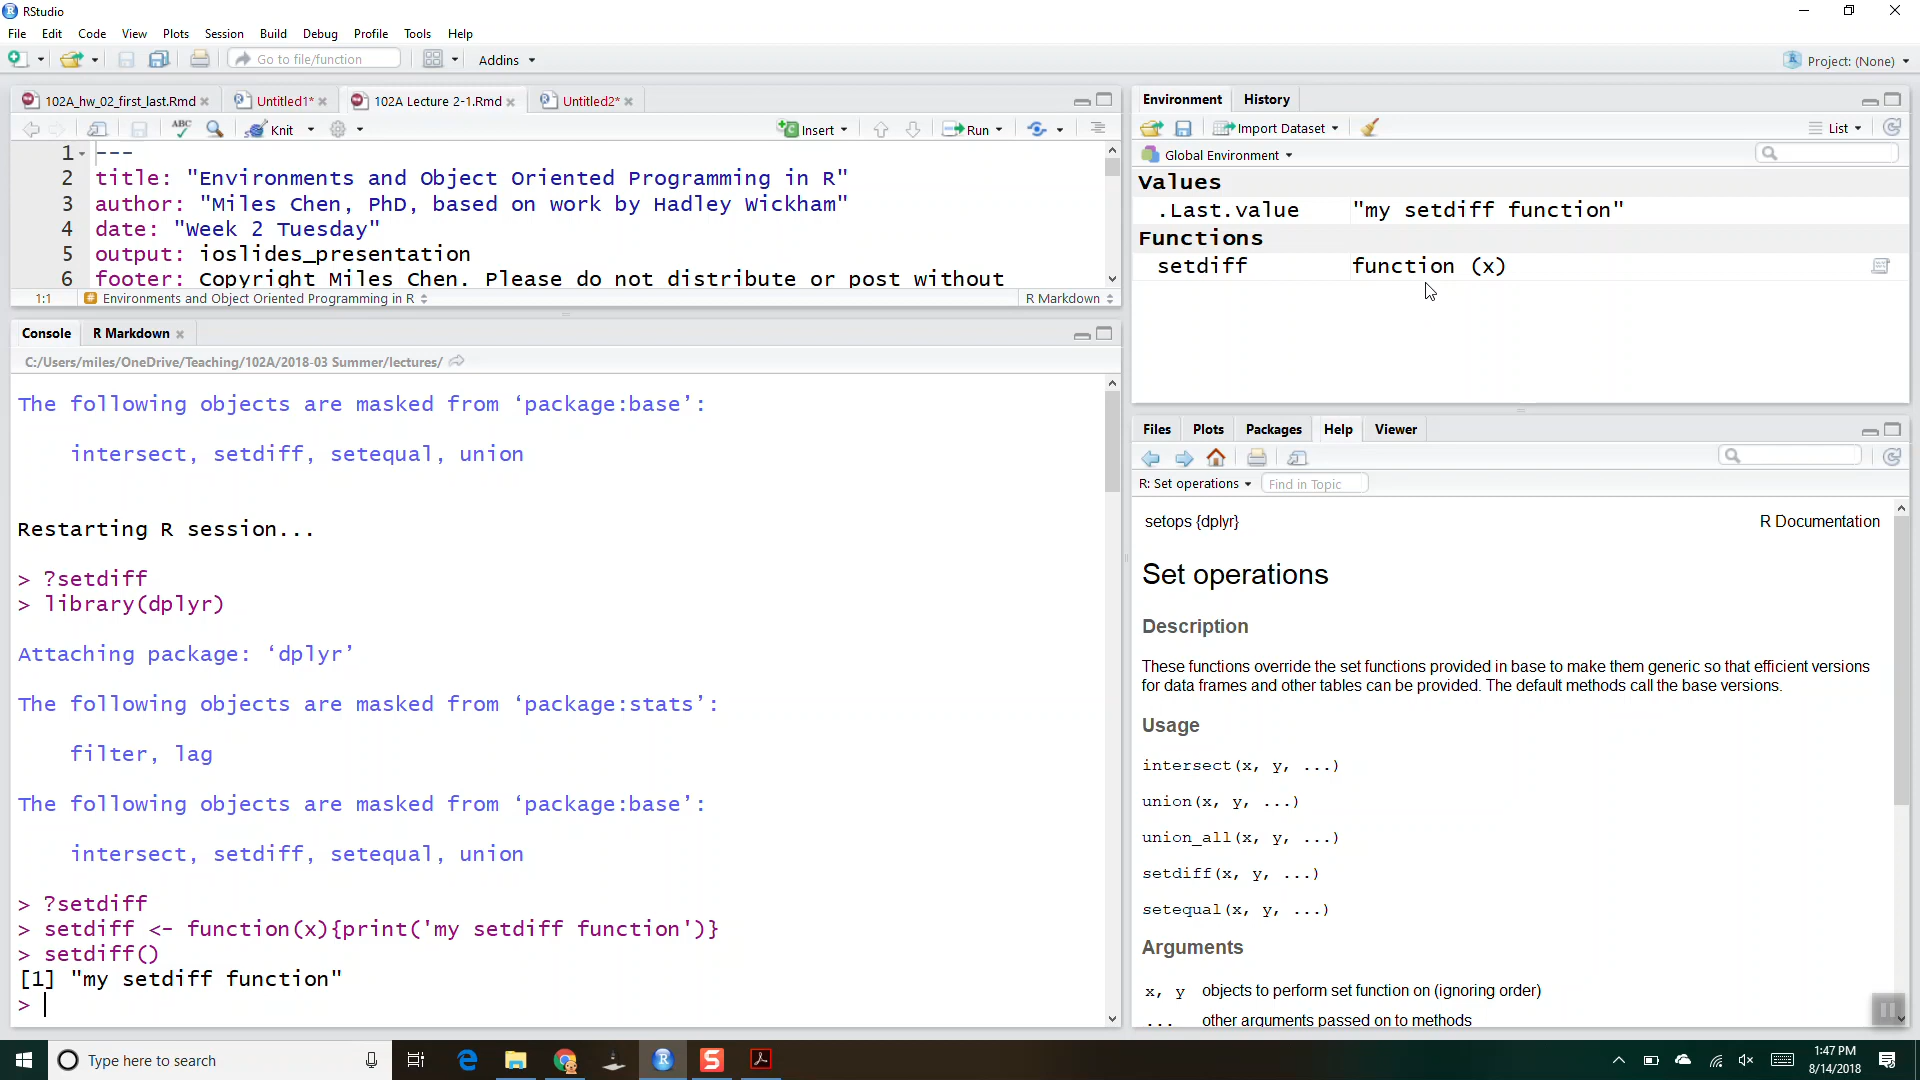 RStudio
File Edit Code View Plots Session Build Debug Profile Tools Help
Go to file/function Addins Project: (None)
102A_hw_02_first_last.Rmd Untitled1* 102A Lecture 2-1.Rmd Untitled2*
ABC Knit Insert Run
1 ---
2 title: "Environments and Object Oriented Programming in R"
3 author: "Miles Chen, PhD, based on work by Hadley Wickham"
4 date: "Week 2 Tuesday"
5 output: ioslides_presentation
6 footer: Copyright Miles Chen. Please do not distribute or post without
1:1 Environments and Object Oriented Programming in R R Markdown
Console R Markdown
C:/Users/miles/OneDrive/Teaching/102A/2018-03 Summer/lectures/
The following objects are masked from ‘package:base’:
intersect, setdiff, setequal, union
Restarting R session...
> ?setdiff
> library(dplyr)
Attaching package: ‘dplyr’
The following objects are masked from ‘package:stats’:
filter, lag
The following objects are masked from ‘package:base’:
intersect, setdiff, setequal, union
> ?setdiff
> setdiff <- function(x){print('my setdiff function')}
> setdiff()
[1] "my setdiff function"
>
Environment History
Import Dataset List
Global Environment
Values
.Last.value "my setdiff function"
Functions
setdiff function (x)
Files Plots Packages Help Viewer
R: Set operations Find in Topic
setops {dplyr} R Documentation
Set operations
Description
These functions override the set functions provided in base to make them generic so that efficient versions
for data frames and other tables can be provided. The default methods call the base versions.
Usage
intersect(x, y, ...)
union(x, y, ...)
union_all(x, y, ...)
setdiff(x, y, ...)
setequal(x, y, ...)
Arguments
x, y objects to perform set function on (ignoring order)
... other arguments passed on to methods
Type here to search
1:47 PM
8/14/2018